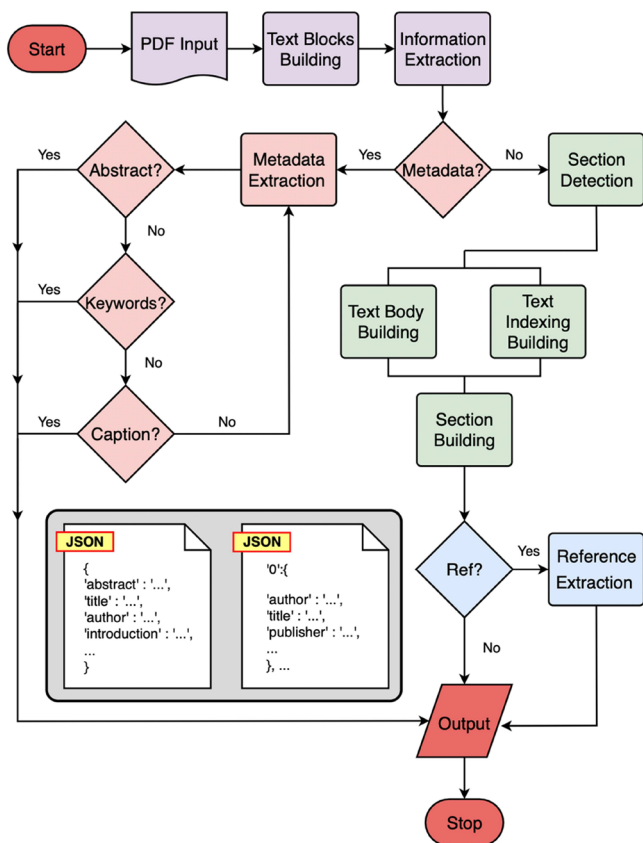 Start
PDF Input
Text Blocks
Building
Information
Extraction
Yes
Abstract?
Metadata
Extraction
Yes
Metadata?
No
Section
Detection
No
Yes
Keywords?
Text Body
Building
Text
Indexing
Building
No
Yes
Caption?
No
Section
Building
JSON
{
'abstract' : '...',
'title' : '...',
'author' : '...',
'introduction' : '...',
...
}
JSON
'0':{
'author' : '...',
'title' : '...',
'publisher' : '...',
...
}, ...
Ref?
Yes
Reference
Extraction
No
Output
Stop